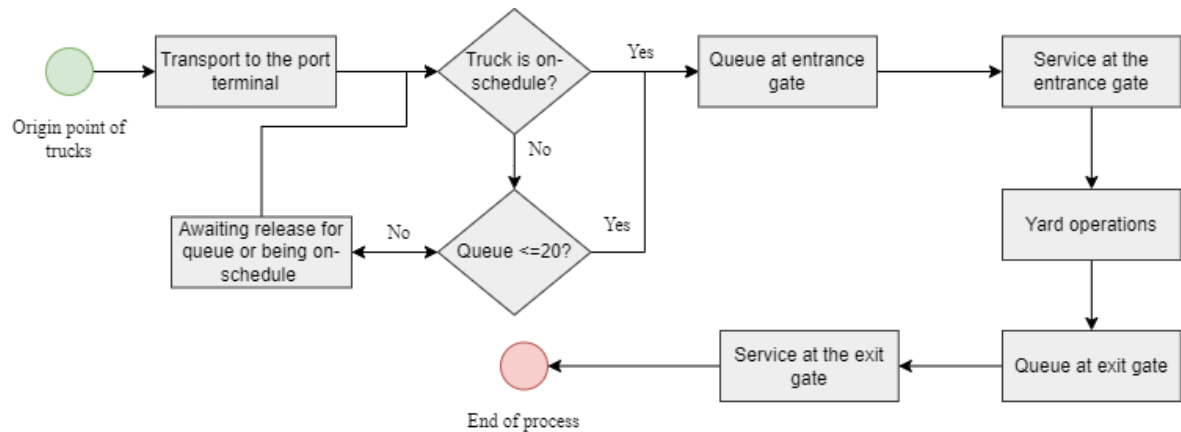 Transport to the port
terminal
Truck is on-
schedule?
Yes
Queue at entrance
gate
Service at the
entrance gate
Origin point of
trucks
No
Awaiting release for
queue or being on-
schedule
No
Queue <=20?
Yes
Yard operations
Service at the exit
gate
Queue at exit gate
End of process